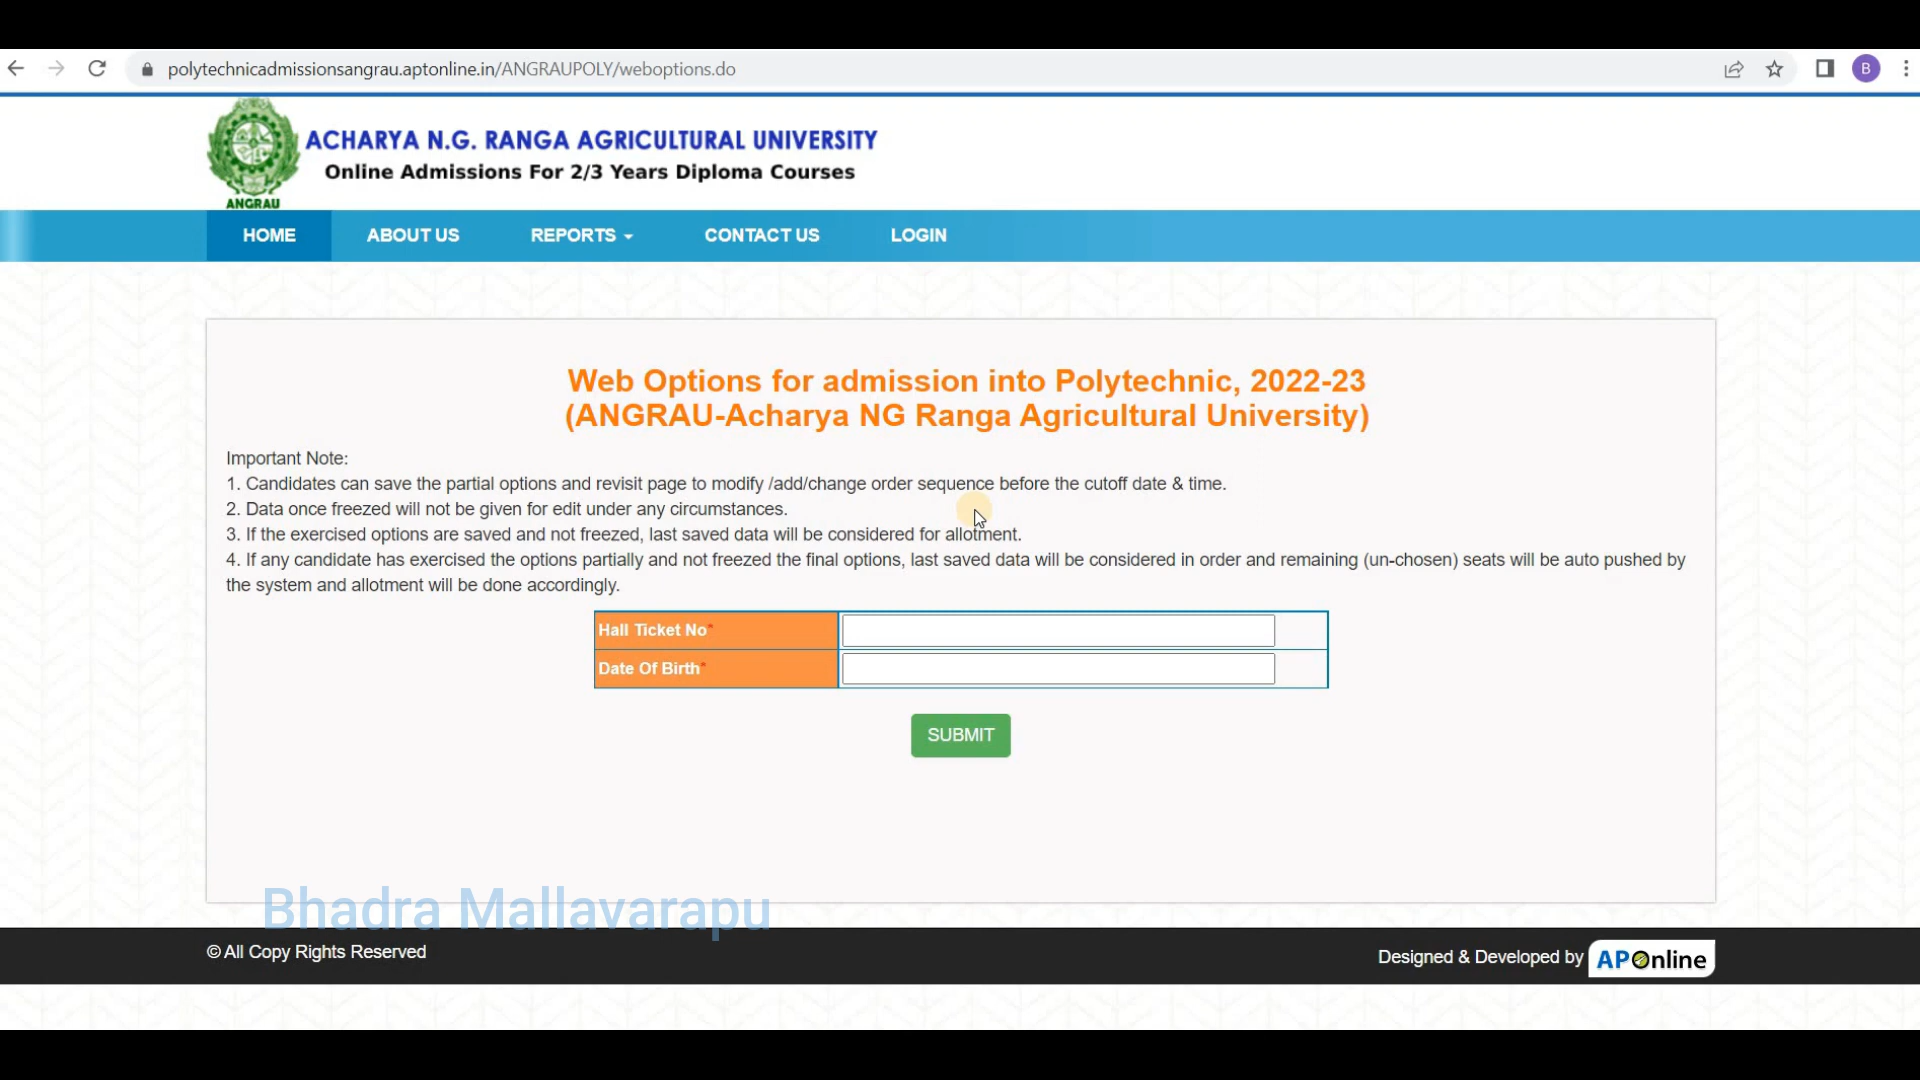 polytechnicadmissionsangrau.aptonline.in/ANGRAUPOLY/weboptions.do
B
ACHARYA N.G. RANGA AGRICULTURAL UNIVERSITY
Online Admissions For 2/3 Years Diploma Courses
ANGRAU
HOME ABOUT US REPORTS CONTACT US LOGIN
Web Options for admission into Polytechnic, 2022-23
(ANGRAU-Acharya NG Ranga Agricultural University)
Important Note:
1. Candidates can save the partial options and revisit page to modify /add/change order sequence before the cutoff date & time.
2. Data once freezed will not be given for edit under any circumstances.
3. If the exercised options are saved and not freezed, last saved data will be considered for allotment.
4. If any candidate has exercised the options partially and not freezed the final options, last saved data will be considered in order and remaining (un-chosen) seats will be auto pushed by
the system and allotment will be done accordingly.
Hall Ticket No*
Date Of Birth*
SUBMIT
Bhadra Mallavarapu
© All Copy Rights Reserved
Designed & Developed by APOnline